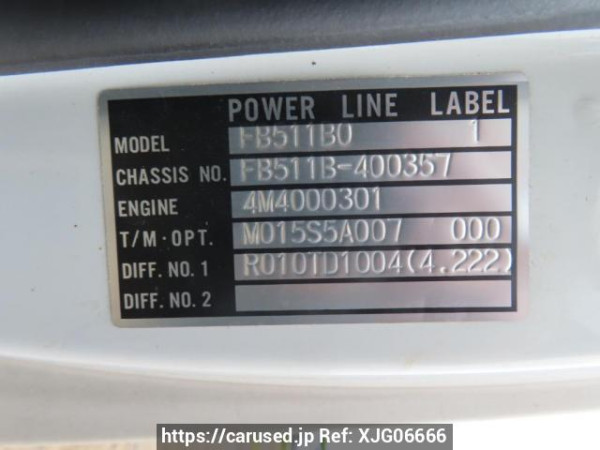 POWER LINE LABEL
MODEL FB511B0 1
CHASSIS NO. FB511B-400357
ENGINE 4M4000301
T/M·OPT. M015S5A007 000
DIFF. NO. 1 R010TD1004(4.222)
DIFF. NO. 2
https://carused.jp Ref: XJG06666